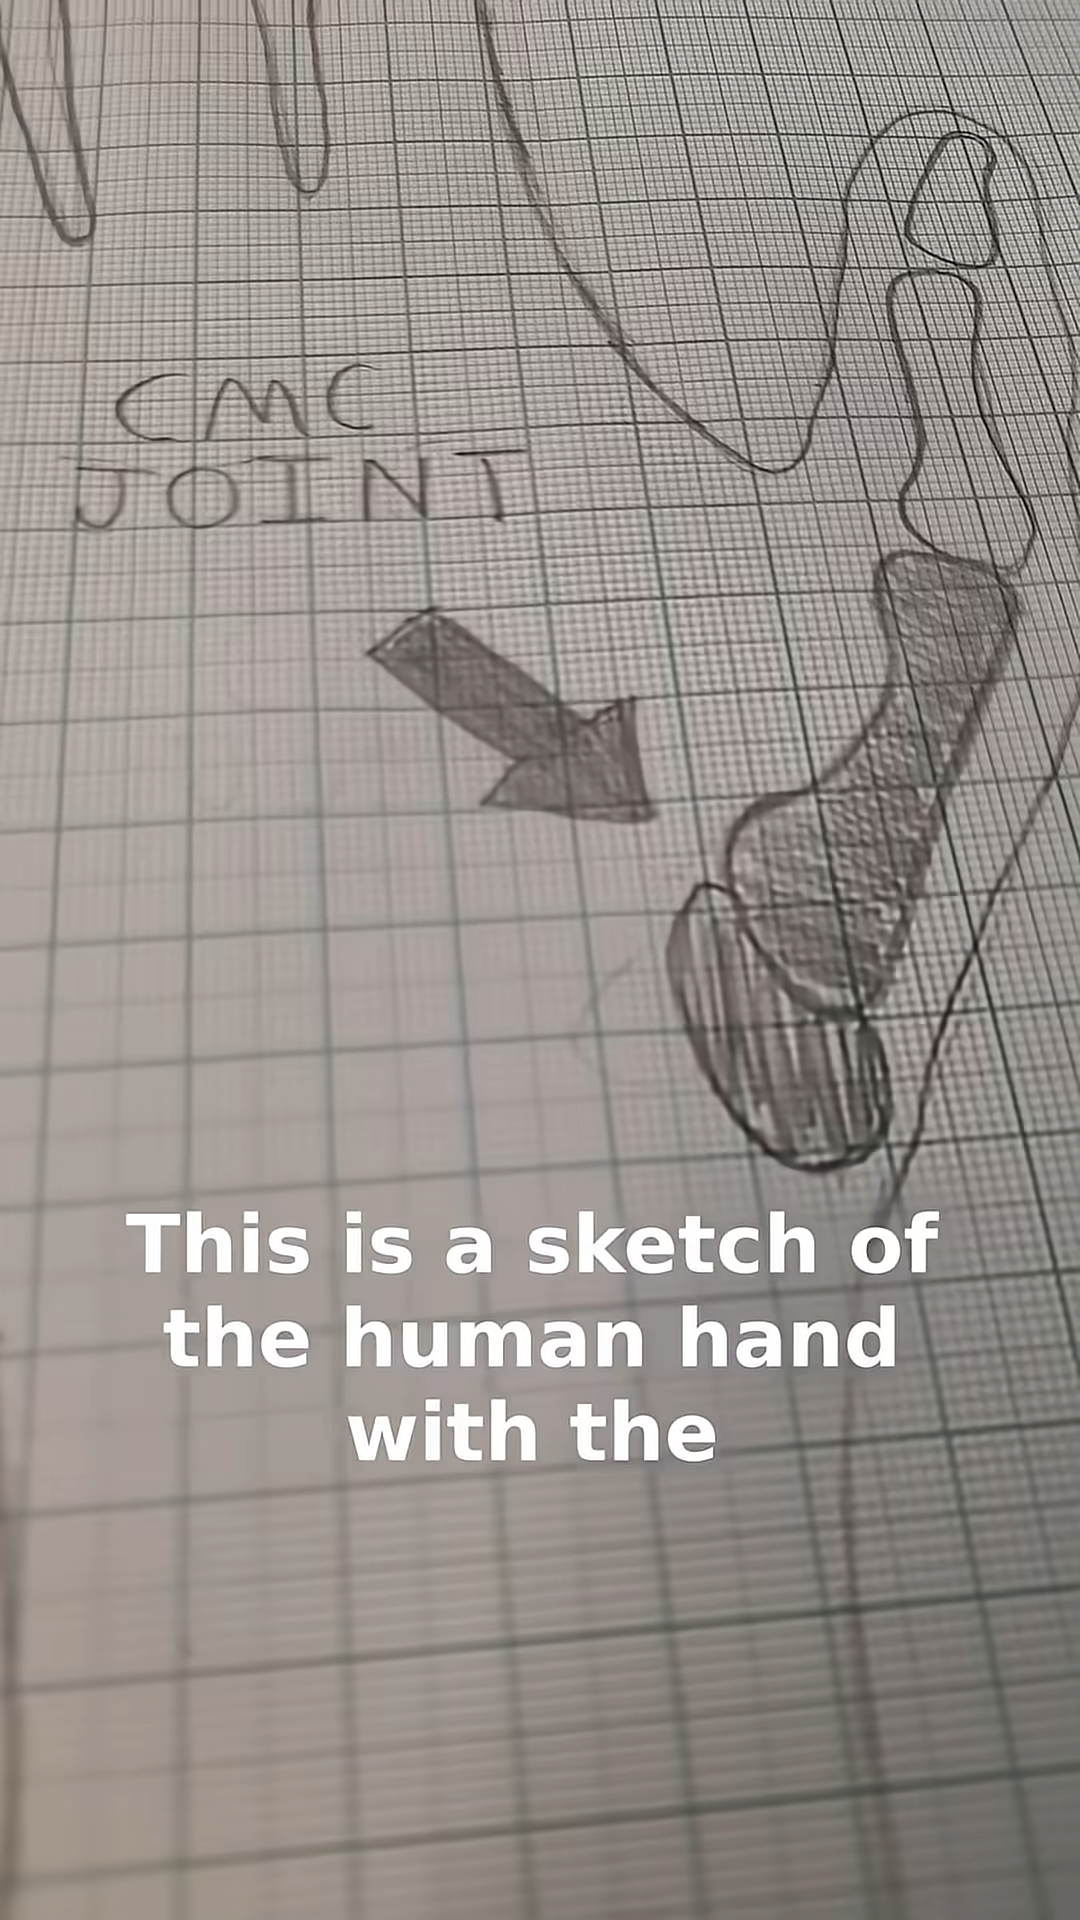 CMC
JOINT
This is a sketch of
the human hand
with the